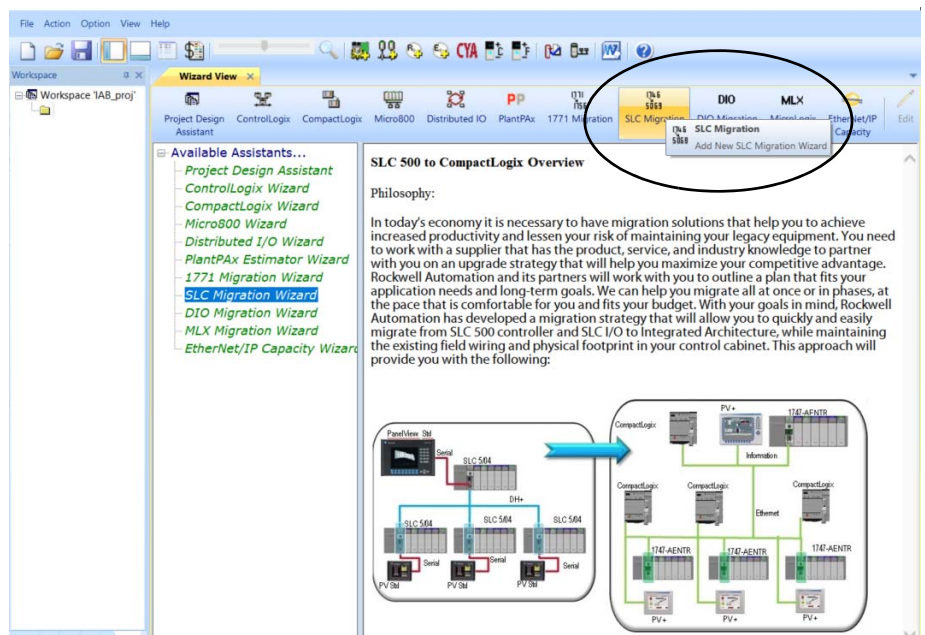 File Action Option View Help
CYA
Workspace
Wizard View
Workspace 'IAB_proj'
Project Design Assistant
ControlLogix
CompactLogix
Micro800
Distributed IO
PP
PlantPAx
1771
1771 Migration
1746
5069
SLC Migration
DIO
DIO Migration
MLX
MicroLogix
EtherNet/IP Capacity
Edit
1746
5069
SLC Migration
Add New SLC Migration Wizard
Available Assistants...
Project Design Assistant
ControlLogix Wizard
CompactLogix Wizard
Micro800 Wizard
Distributed I/O Wizard
PlantPAx Estimator Wizard
1771 Migration Wizard
SLC Migration Wizard
DIO Migration Wizard
MLX Migration Wizard
EtherNet/IP Capacity Wizard
SLC 500 to CompactLogix Overview
Philosophy:
In today's economy it is necessary to have migration solutions that help you to achieve
increased productivity and lessen your risk of maintaining your legacy equipment. You need
to work with a supplier that has the product, service, and industry knowledge to partner
with you on an upgrade strategy that will help you maximize your competitive advantage.
Rockwell Automation and its partners will work with you to outline a plan that fits your
application needs and long-term goals. We can help you migrate all at once or in phases, at
the pace that is comfortable for you and fits your budget. With your goals in mind, Rockwell
Automation has developed a migration strategy that will allow you to quickly and easily
migrate from SLC 500 controller and SLC I/O to Integrated Architecture, while maintaining
the existing field wiring and physical footprint in your control cabinet. This approach will
provide you with the following:
PanelView Std
Serial
SLC 5/04
DH+
SLC 5/04
SLC 5/04
SLC 5/04
Serial
Serial
Serial
PV Std
PV Std
PV Std
CompactLogix
PV+
1747-AENTR
Information
CompactLogix
CompactLogix
CompactLogix
Ethernet
1747-AENTR
1747-AENTR
1747-AENTR
PV+
PV+
PV+